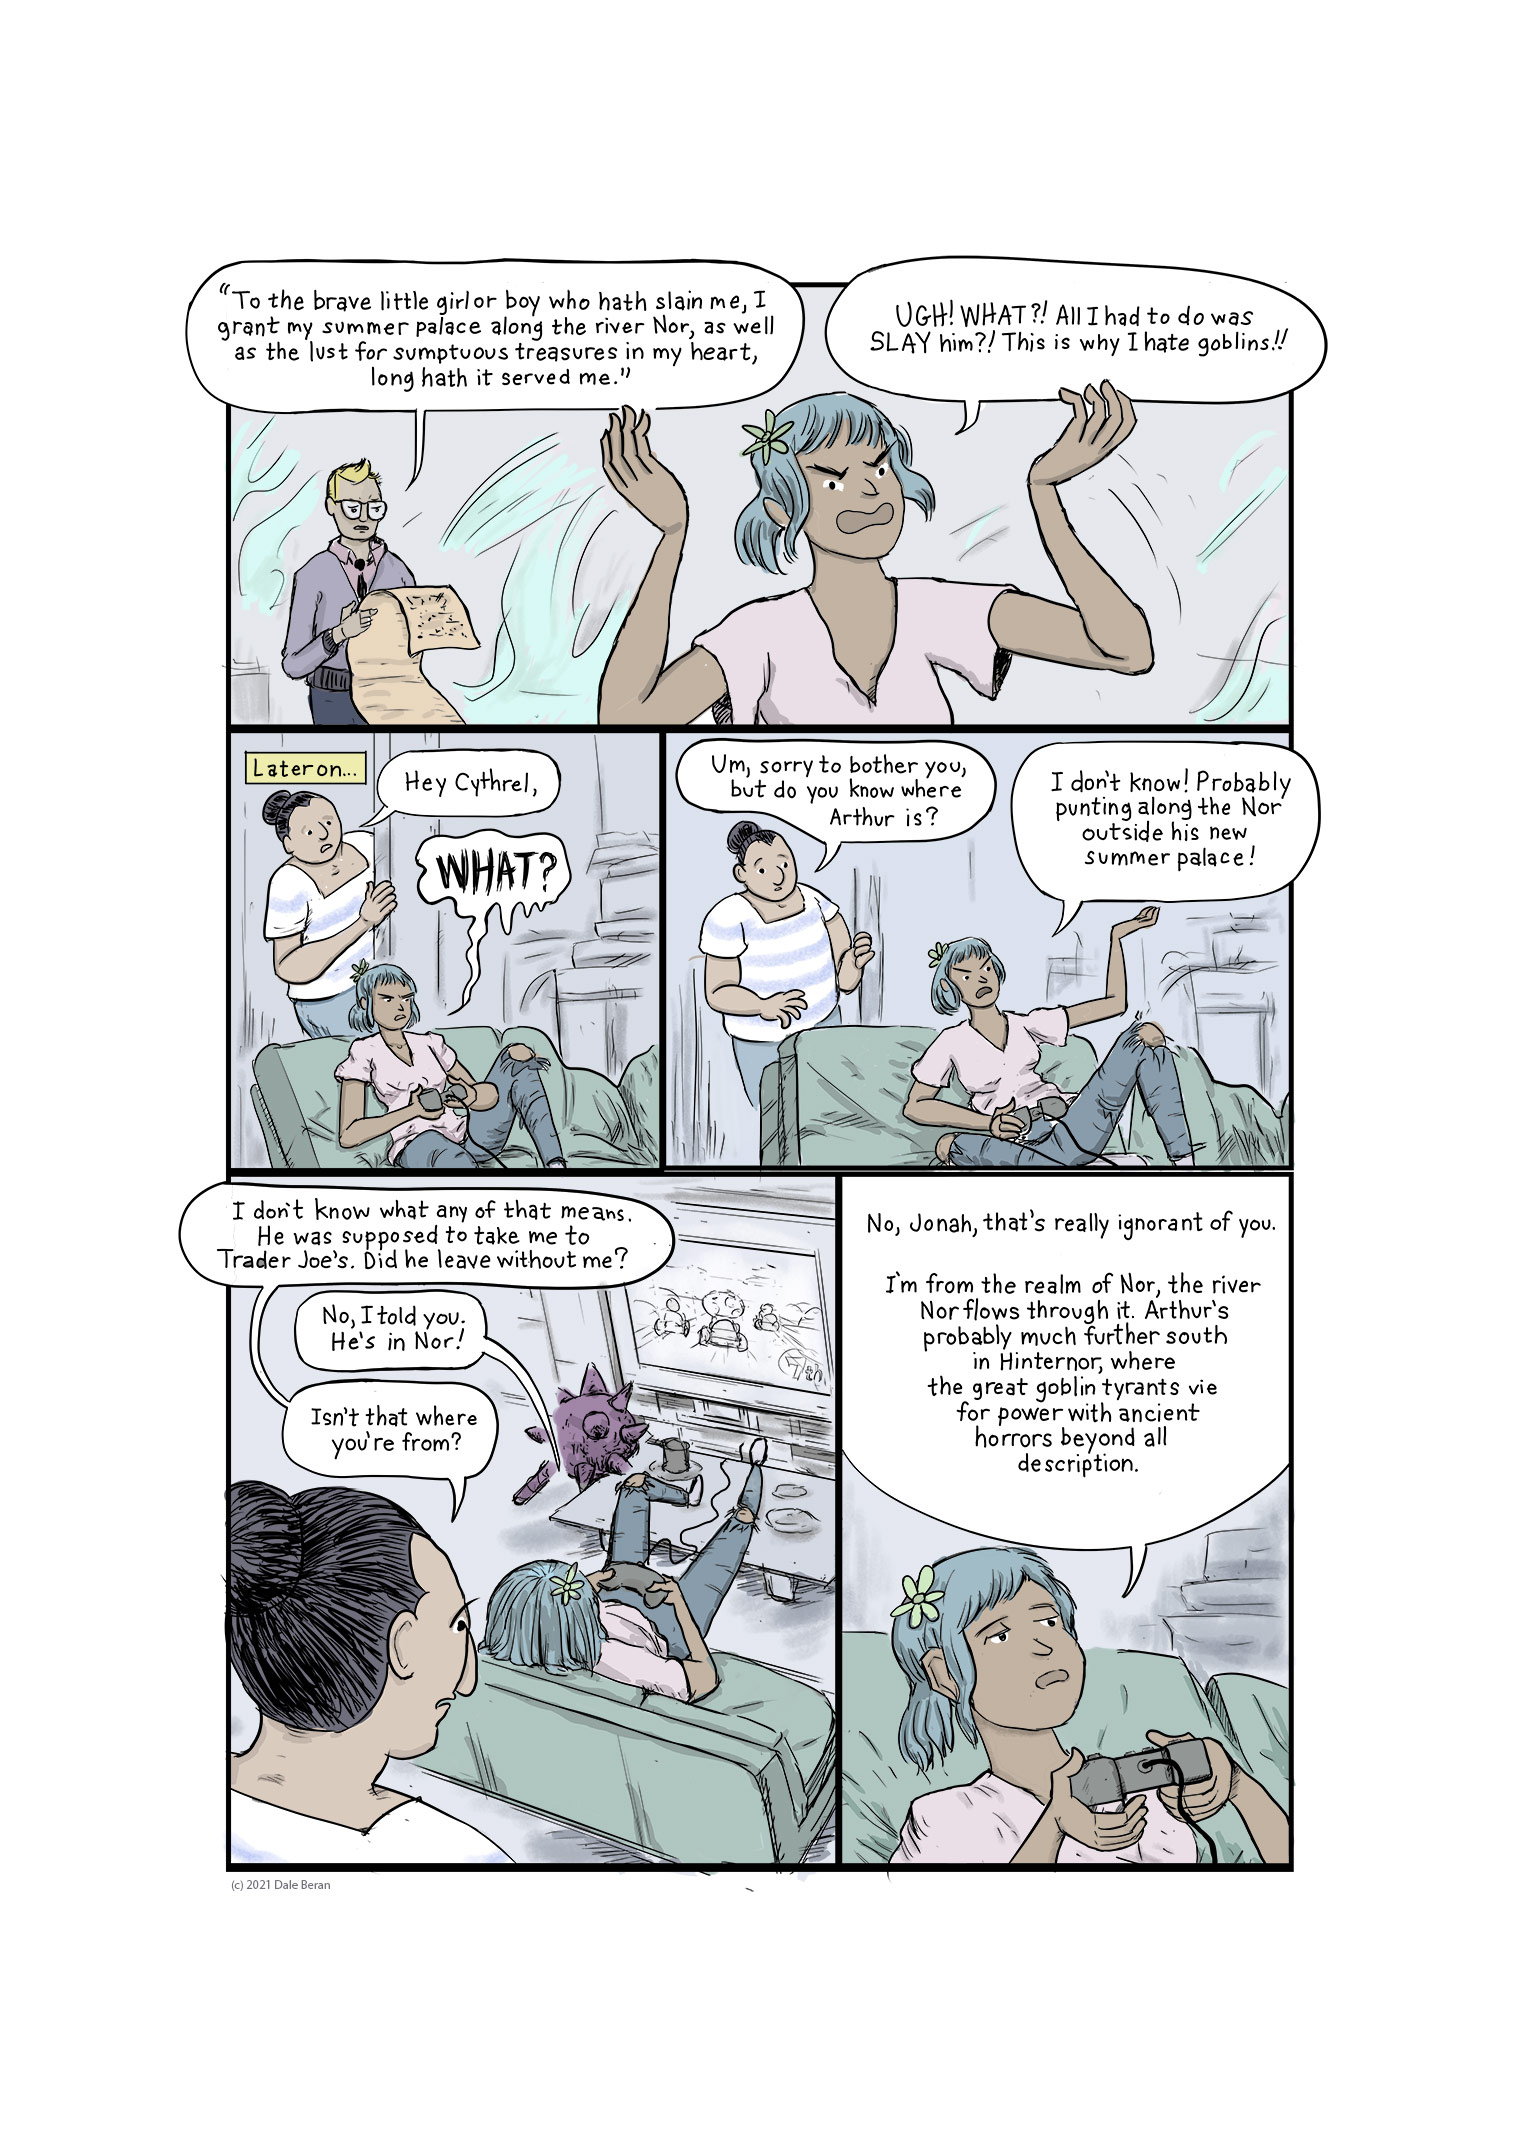 “To the brave little girl or boy who hath slain me, I
grant my summer palace along the river Nor, as well
as the lust for sumptuous treasures in my heart,
long hath it served me.”
UGH! WHAT?! All I had to do was
SLAY him?! This is why I hate goblins!!
Later on...
Hey Cythrel,
WHAT?
Um, sorry to bother you,
but do you know where
Arthur is?
I don't know! Probably
punting along the Nor
outside his new
summer palace!
I don't know what any of that means.
He was supposed to take me to
Trader Joe's. Did he leave without me?
No, I told you.
He's in Nor!
Isn't that where
you're from?
7th
No, Jonah, that's really ignorant of you.
I'm from the realm of Nor, the river
Nor flows through it. Arthur's
probably much further south
in Hinternor, where
the great goblin tyrants vie
for power with ancient
horrors beyond all
description.
(c) 2021 Dale Beran